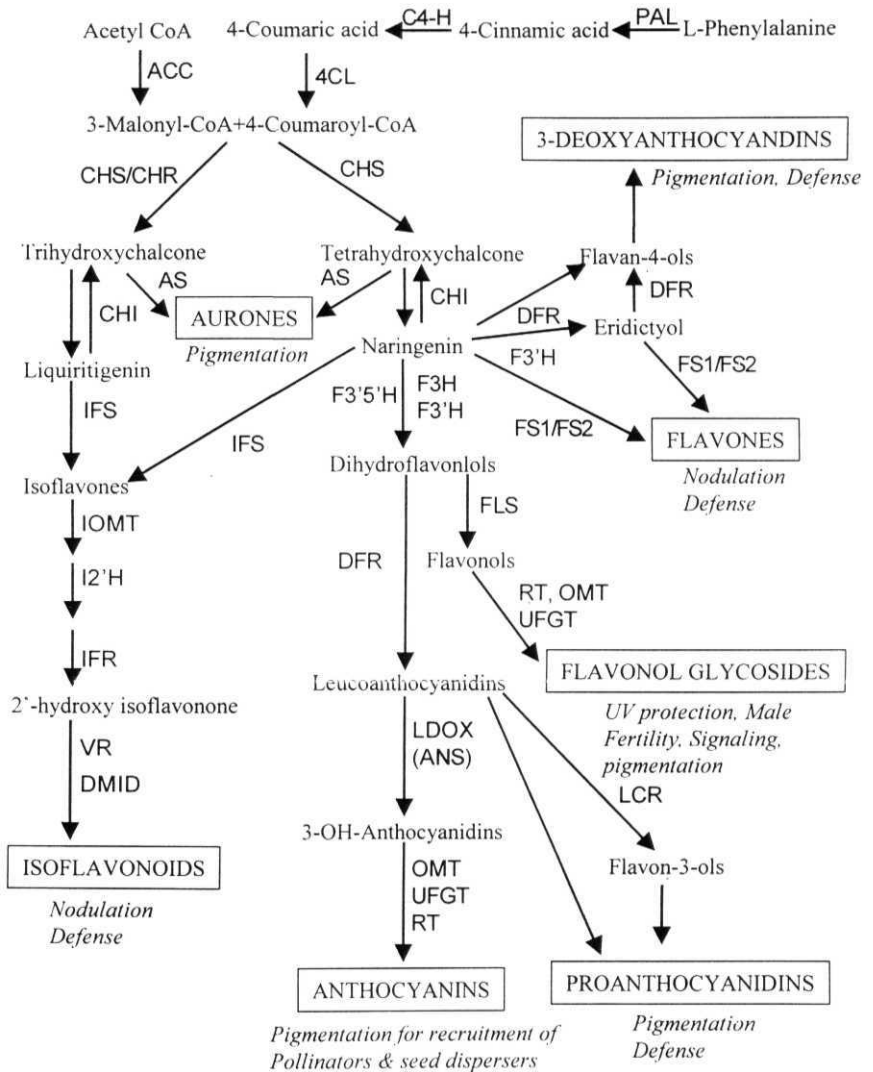 Acetyl CoA
4-Coumaric acid
C4-H
4-Cinnamic acid
PAL
L-Phenylalanine
ACC
4CL
3-Malonyl-CoA+4-Coumaroyl-CoA
3-DEOXYANTHOCYANDINS
Pigmentation, Defense
CHS/CHR
CHS
Trihydroxychalcone
Tetrahydroxychalcone
Flavan-4-ols
AS
AS
CHI
CHI
DFR
AURONES
Pigmentation
DFR
Eridictyol
Liquiritigenin
Naringenin
F3'H
FS1/FS2
IFS
F3'5'H
F3H
F3'H
FS1/FS2
FLAVONES
Nodulation
Defense
IFS
Isoflavones
Dihydroflavonlols
IOMT
FLS
I2'H
DFR
Flavonols
RT, OMT
UFGT
IFR
FLAVONOL GLYCOSIDES
UV protection, Male
Fertility, Signaling,
pigmentation
2'-hydroxy isoflavonone
Leucoanthocyanidins
VR
DMID
LDOX
(ANS)
LCR
3-OH-Anthocyanidins
ISOFLAVONOIDS
Nodulation
Defense
OMT
UFGT
RT
Flavon-3-ols
ANTHOCYANINS
Pigmentation for recruitment of
Pollinators & seed dispersers
PROANTHOCYANIDINS
Pigmentation
Defense